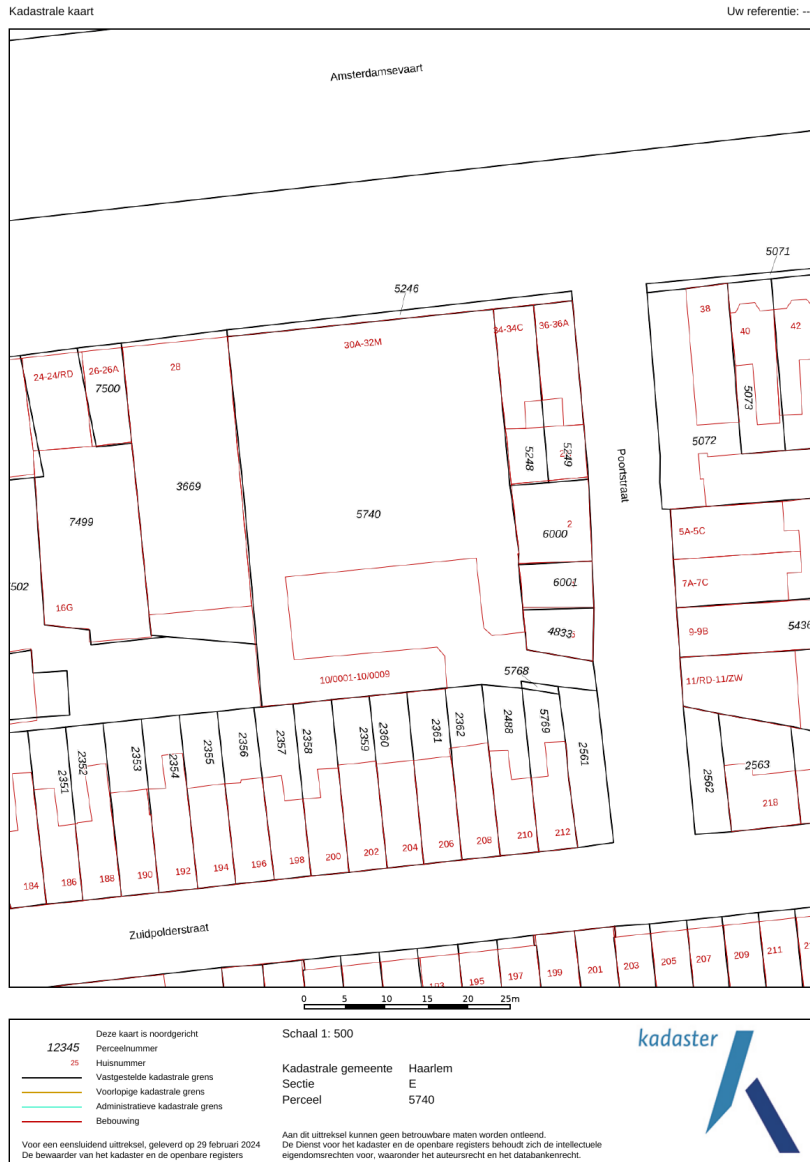 Kadastrale kaart
Uw referentie: --
Amsterdamsevaart
5071
5246
38
40
42
34-34C
36-36A
30A-32M
28
26-26A
24-24/RD
7500
5073
5072
Poortstraat
5248
5249
3669
5740
7499
2
6000
5A-5C
7A-7C
502
6001
16G
4833
9-9B
5436
5768
10/0001-10/0009
11/RD-11/ZW
2351
2352
2353
2354
2355
2356
2357
2358
2359
2360
2361
2362
2488
5769
2561
2562
2563
21B
184
186
188
190
192
194
196
198
200
202
204
206
208
210
212
Zuidpolderstraat
193
195
197
199
201
203
205
207
209
211
0 5 10 15 20 25m
Deze kaart is noordgericht
12345 Perceelnummer
25 Huisnummer
Vastgestelde kadastrale grens
Voorlopige kadastrale grens
Administratieve kadastrale grens
Bebouwing
Voor een eensluidend uittreksel, geleverd op 29 februari 2024
De bewaarder van het kadaster en de openbare registers
Schaal 1: 500
Kadastrale gemeente Haarlem
Sectie E
Perceel 5740
Aan dit uittreksel kunnen geen betrouwbare maten worden ontleend.
De Dienst voor het kadaster en de openbare registers behoudt zich de intellectuele
eigendomsrechten voor, waaronder het auteursrecht en het databankenrecht.
kadaster